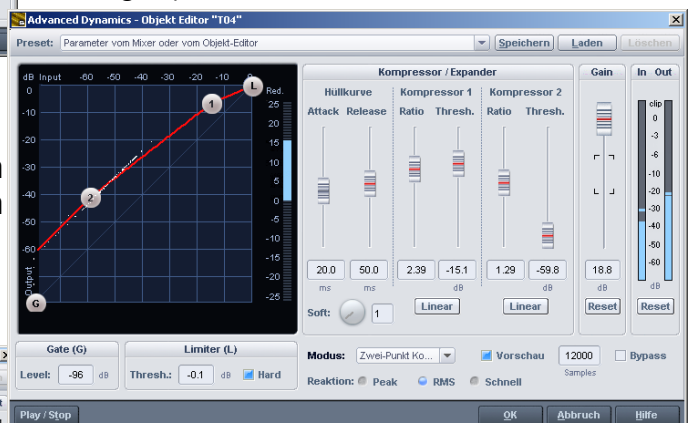 Advanced Dynamics - Objekt Editor "T04"
Preset: Parameter vom Mixer oder vom Objekt-Editor Speichern Laden Löschen
dB Input -80 -60 -40 -20 -10 0 Red.
0
-10
-20
-30
-40
-50
-60
Output
L
1
2
G
25
20
15
10
5
0
-5
-10
-15
-20
-25
Kompressor / Expander
Hüllkurve Kompressor 1 Kompressor 2
Attack Release Ratio Thresh. Ratio Thresh.
20.0 50.0 2.39 -15.1 1.29 -59.8
ms dB dB
Soft: 1 Linear Linear
Gain
18.8
dB
Reset
In Out
clip
0
-3
-6
-10
-20
-30
-40
-50
-60
dB
Reset
Gate (G)
Level: -96 dB
Limiter (L)
Thresh.: -0.1 dB Hard
Modus: Zwei-Punkt Ko... Vorschau 12000 Bypass
Samples
Reaktion: Peak RMS Schnell
Play / Stop OK Abbruch Hilfe